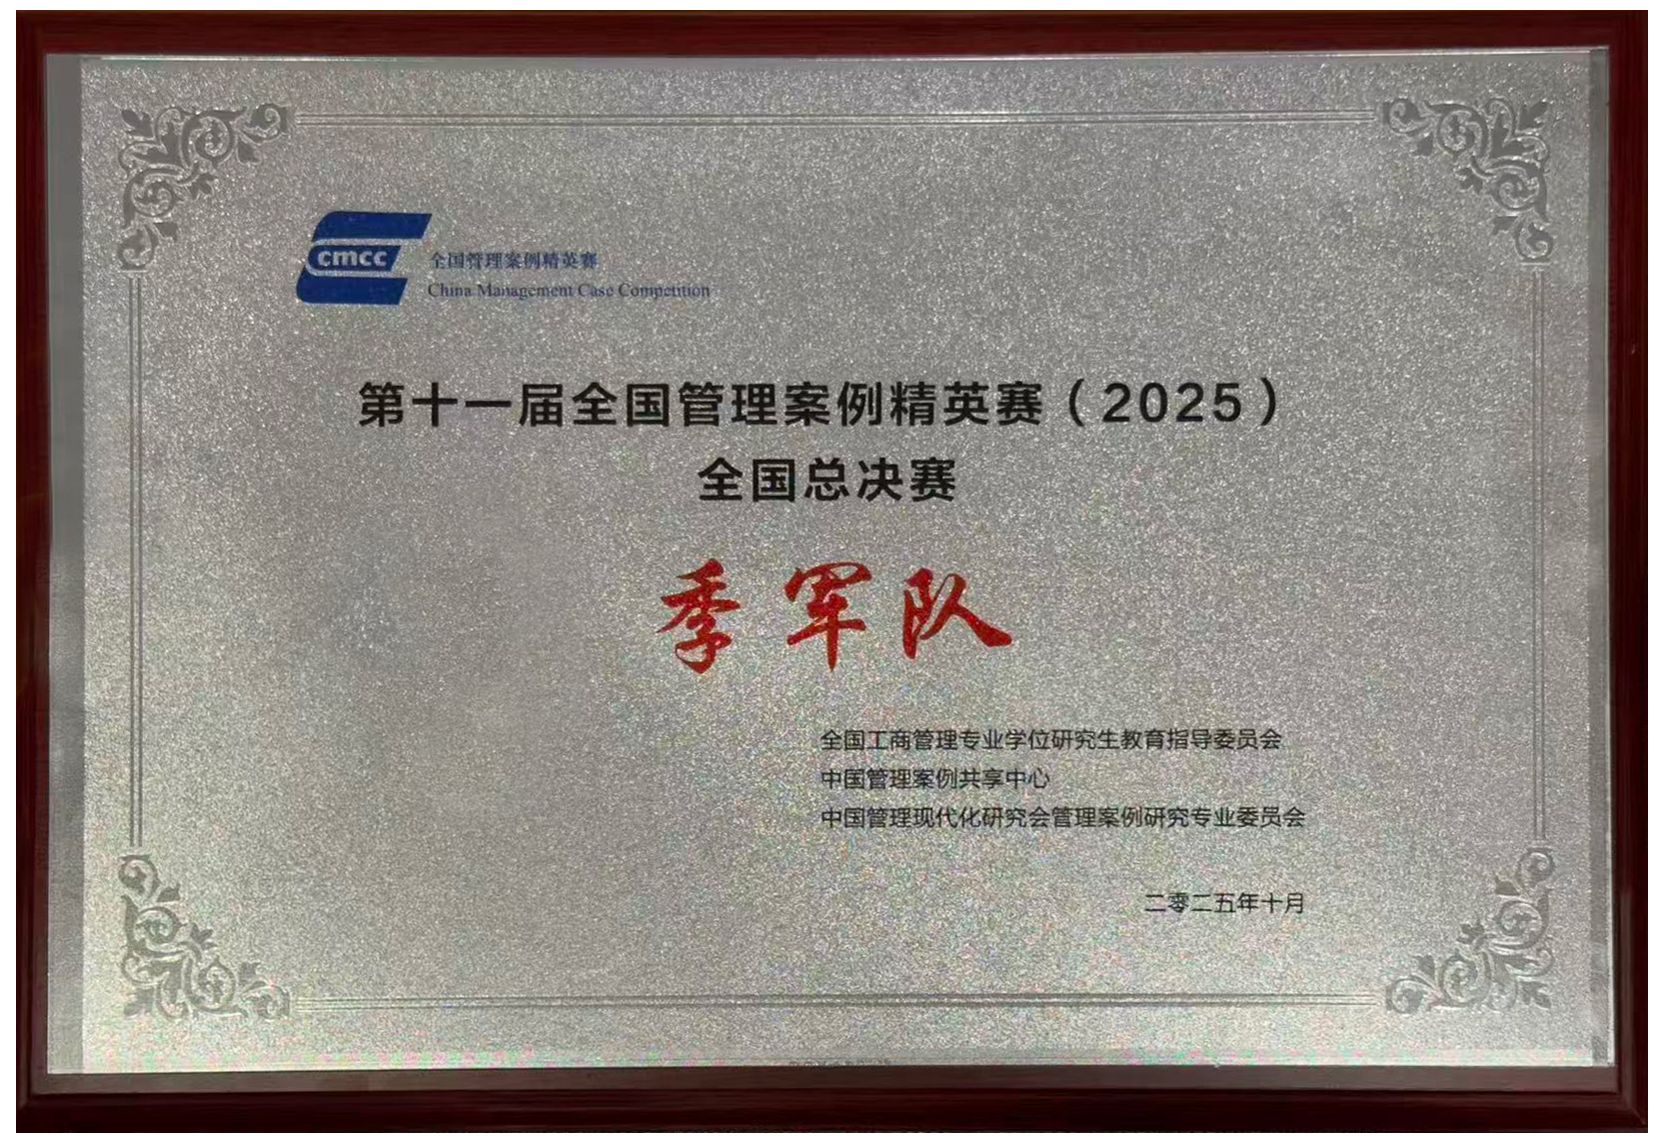 cmcc
全国管理案例精英赛
China Management Case Competition
第十一届全国管理案例精英赛（2025）
全国总决赛
季军队
全国工商管理专业学位研究生教育指导委员会
中国管理案例共享中心
中国管理现代化研究会管理案例研究专业委员会
二零二五年十月